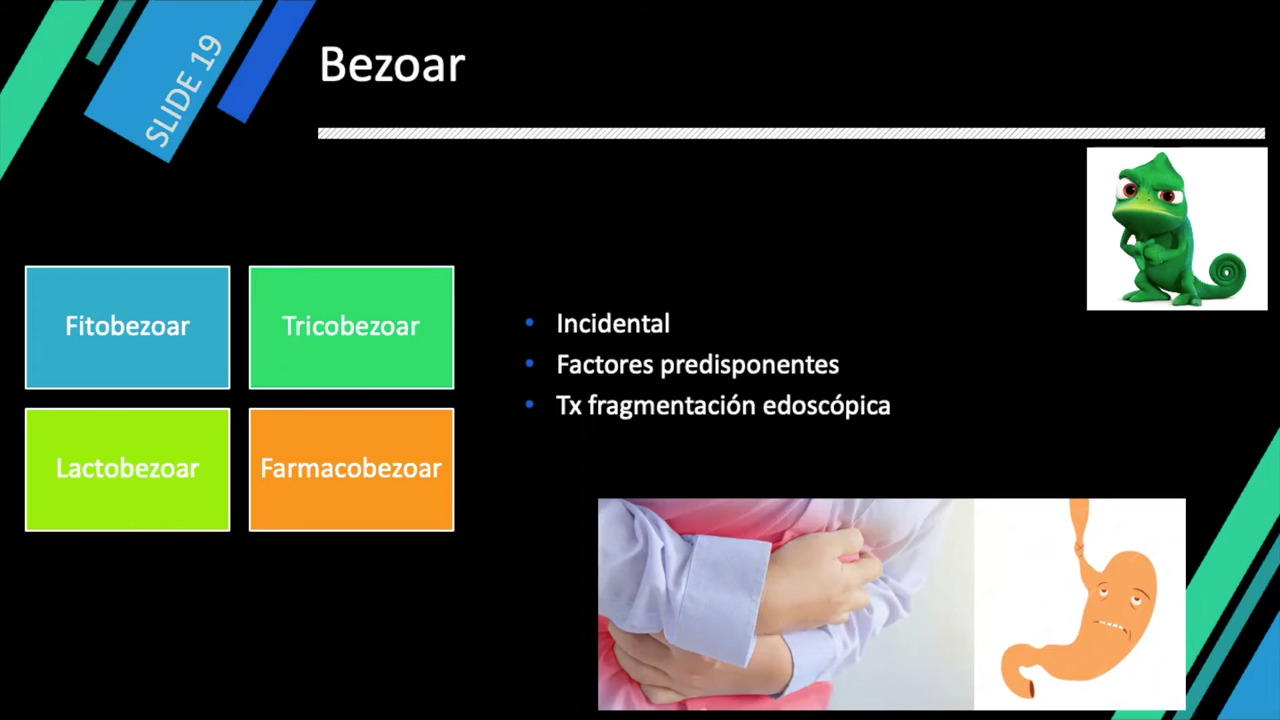 SLIDE 19
Bezoar
Fitobezoar
Tricobezoar
Lactobezoar
Farmacobezoar
• Incidental
• Factores predisponentes
• Tx fragmentación edoscópica